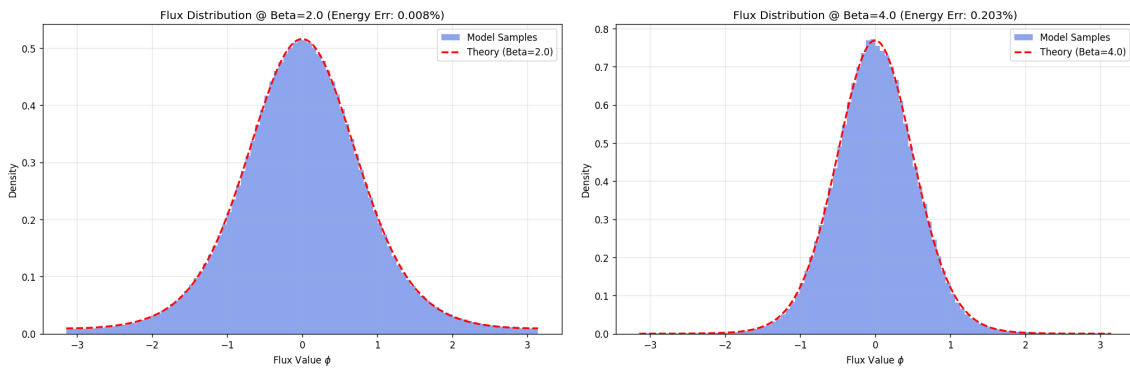 Flux Distribution @ Beta=2.0 (Energy Err: 0.008%)
Model Samples
Theory (Beta=2.0)
Density
0.5
0.4
0.3
0.2
0.1
0.0
−3
−2
−1
0
1
2
3
Flux Value ϕ
Flux Distribution @ Beta=4.0 (Energy Err: 0.203%)
Model Samples
Theory (Beta=4.0)
Density
0.8
0.7
0.6
0.5
0.4
0.3
0.2
0.1
0.0
−3
−2
−1
0
1
2
3
Flux Value ϕ